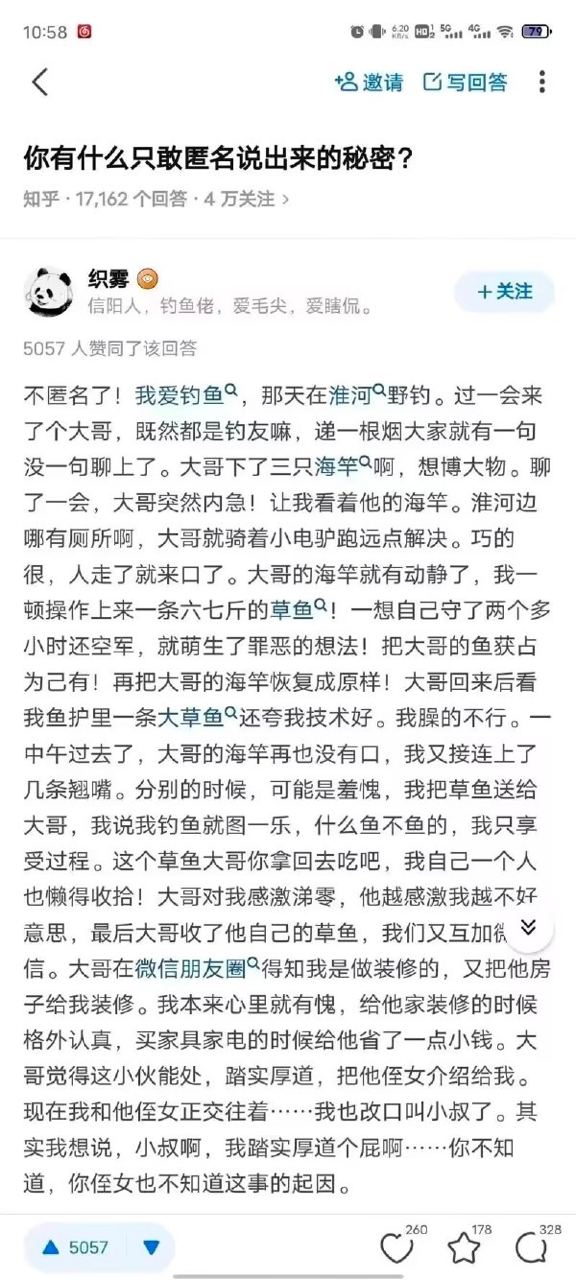 10:58
6.20
KB/s
HD 1
2
5G
4G
79
邀请
写回答
你有什么只敢匿名说出来的秘密？
知乎 · 17,162 个回答 · 4 万关注 >
织雾
信阳人，钓鱼佬，爱毛尖，爱瞎侃。
+ 关注
5057 人赞同了该回答
不匿名了！我爱钓鱼，那天在淮河野钓。过一会来
了个大哥，既然都是钓友嘛，递一根烟大家就有一句
没一句聊上了。大哥下了三只海竿啊，想博大物。聊
了一会，大哥突然内急！让我看着他的海竿。淮河边
哪有厕所啊，大哥就骑着小电驴跑远点解决。巧的
很，人走了就来口了。大哥的海竿就有动静了，我一
顿操作上来一条六七斤的草鱼！一想自己守了两个多
小时还空军，就萌生了罪恶的想法！把大哥的鱼获占
为己有！再把大哥的海竿恢复成原样！大哥回来后看
我鱼护里一条大草鱼还夸我技术好。我臊的不行。一
中午过去了，大哥的海竿再也没有口，我又接连上了
几条翘嘴。分别的时候，可能是羞愧，我把草鱼送给
大哥，我说我钓鱼就图一乐，什么鱼不鱼的，我只享
受过程。这个草鱼大哥你拿回去吃吧，我自己一个人
也懒得收拾！大哥对我感激涕零，他越感激我越不好
意思，最后大哥收了他自己的草鱼，我们又互加微
信。大哥在微信朋友圈得知我是做装修的，又把他房
子给我装修。我本来心里就有愧，给他家装修的时候
格外认真，买家具家电的时候给他省了一点小钱。大
哥觉得这小伙能处，踏实厚道，把他侄女介绍给我。
现在我和他侄女正交往着……我也改口叫小叔了。其
实我想说，小叔啊，我踏实厚道个屁啊……你不知
道，你侄女也不知道这事的起因。
5057
260
178
328